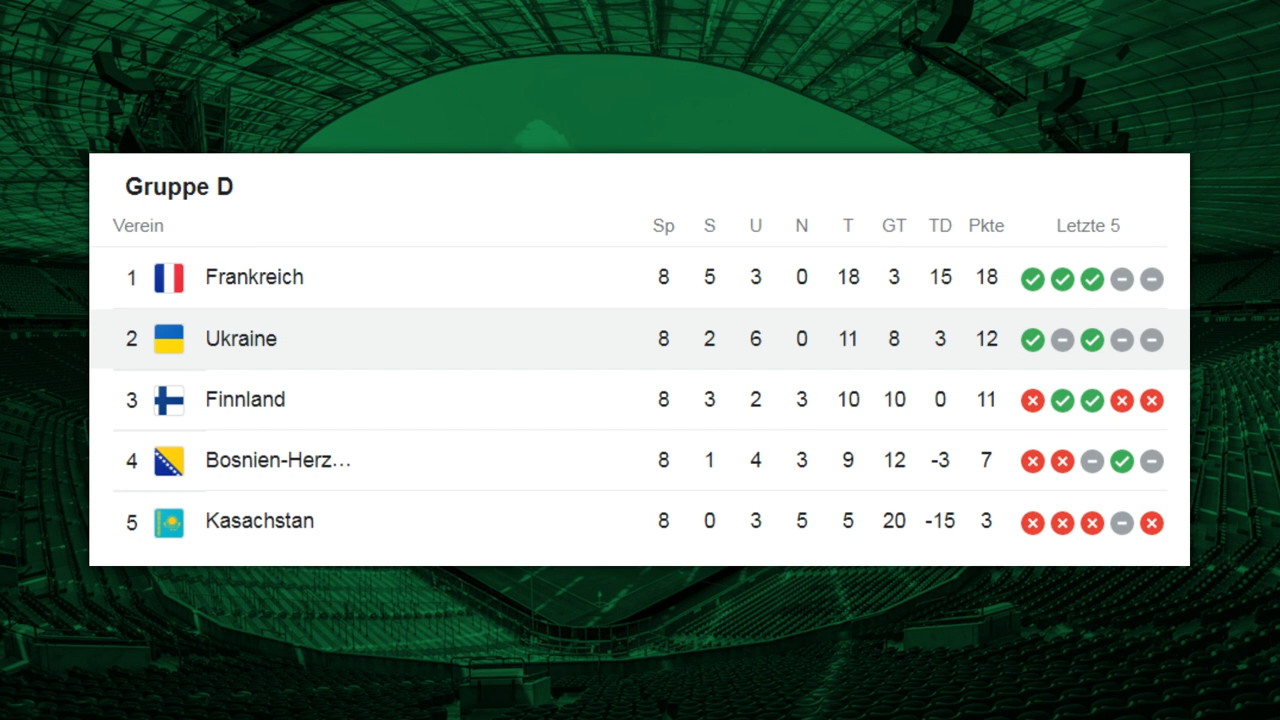 Gruppe D
Verein Sp S U N T GT TD Pkte Letzte 5
1 Frankreich 8 5 3 0 18 3 15 18
2 Ukraine 8 2 6 0 11 8 3 12
3 Finnland 8 3 2 3 10 10 0 11
4 Bosnien-Herz... 8 1 4 3 9 12 -3 7
5 Kasachstan 8 0 3 5 5 20 -15 3